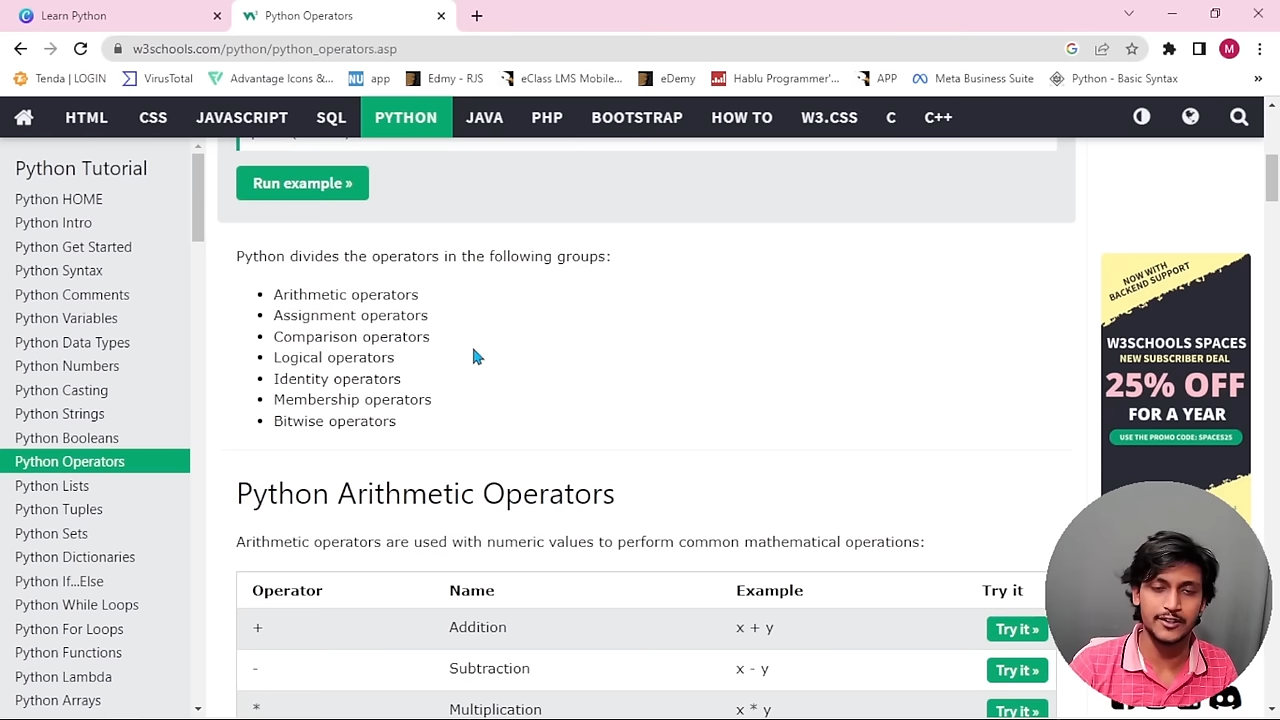 Learn Python
Python Operators
w3schools.com/python/python_operators.asp
M
Tenda | LOGIN
VirusTotal
Advantage Icons &...
NU app
Edmy - RJS
eClass LMS Mobile...
eDemy
Hablu Programmer'...
APP
Meta Business Suite
Python - Basic Syntax
»
HTML CSS JAVASCRIPT SQL PYTHON JAVA PHP BOOTSTRAP HOW TO W3.CSS C C++
Python Tutorial
Python HOME
Python Intro
Python Get Started
Python Syntax
Python Comments
Python Variables
Python Data Types
Python Numbers
Python Casting
Python Strings
Python Booleans
Python Operators
Python Lists
Python Tuples
Python Sets
Python Dictionaries
Python If...Else
Python While Loops
Python For Loops
Python Functions
Python Lambda
Python Arrays
Run example »
Python divides the operators in the following groups:
• Arithmetic operators
• Assignment operators
• Comparison operators
• Logical operators
• Identity operators
• Membership operators
• Bitwise operators
Python Arithmetic Operators
Arithmetic operators are used with numeric values to perform common mathematical operations:
Operator Name Example Try it
+ Addition x + y Try it »
- Subtraction x - y Try it »
* Multiplication x * y Try it »
NOW WITH
BACKEND SUPPORT
W3SCHOOLS SPACES
NEW SUBSCRIBER DEAL
25% OFF
FOR A YEAR
USE THE PROMO CODE: SPACES25